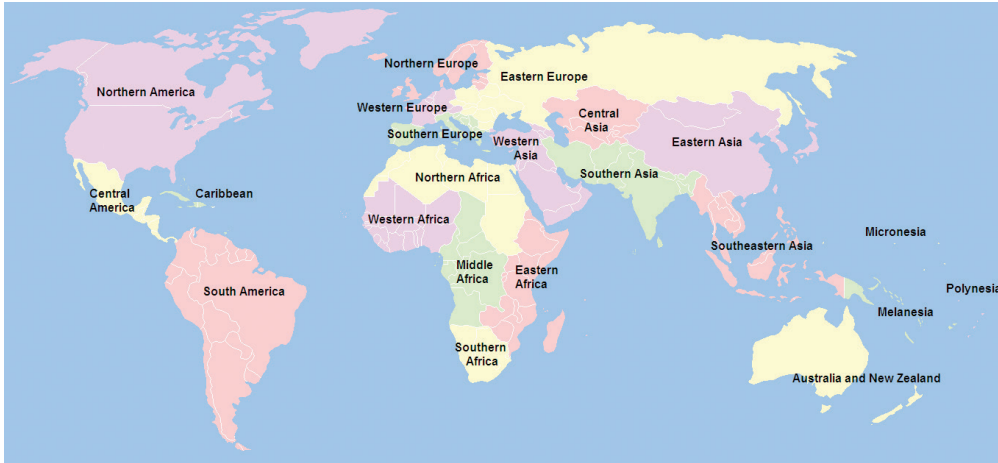 Northern Europe
Eastern Europe
Northern America
Western Europe
Central
Asia
Southern Europe
Western
Asia
Eastern Asia
Northern Africa
Southern Asia
Central
America
Caribbean
Western Africa
Micronesia
Southeastern Asia
Middle
Africa
Eastern
Africa
South America
Polynesia
Melanesia
Southern
Africa
Australia and New Zealand